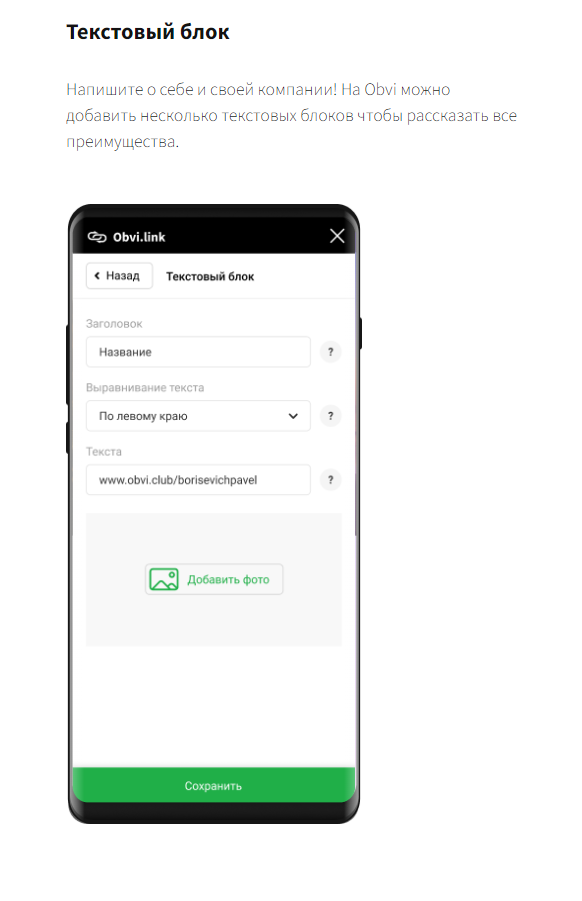 Текстовый блок
Напишите о себе и своей компании! На Obvi можно
добавить несколько текстовых блоков чтобы рассказать все
преимущества.
Obvi.link
Назад
Текстовый блок
Заголовок
Название
?
Выравнивание текста
По левому краю
?
Текста
www.obvi.club/borisevichpavel
?
Добавить фото
Сохранить